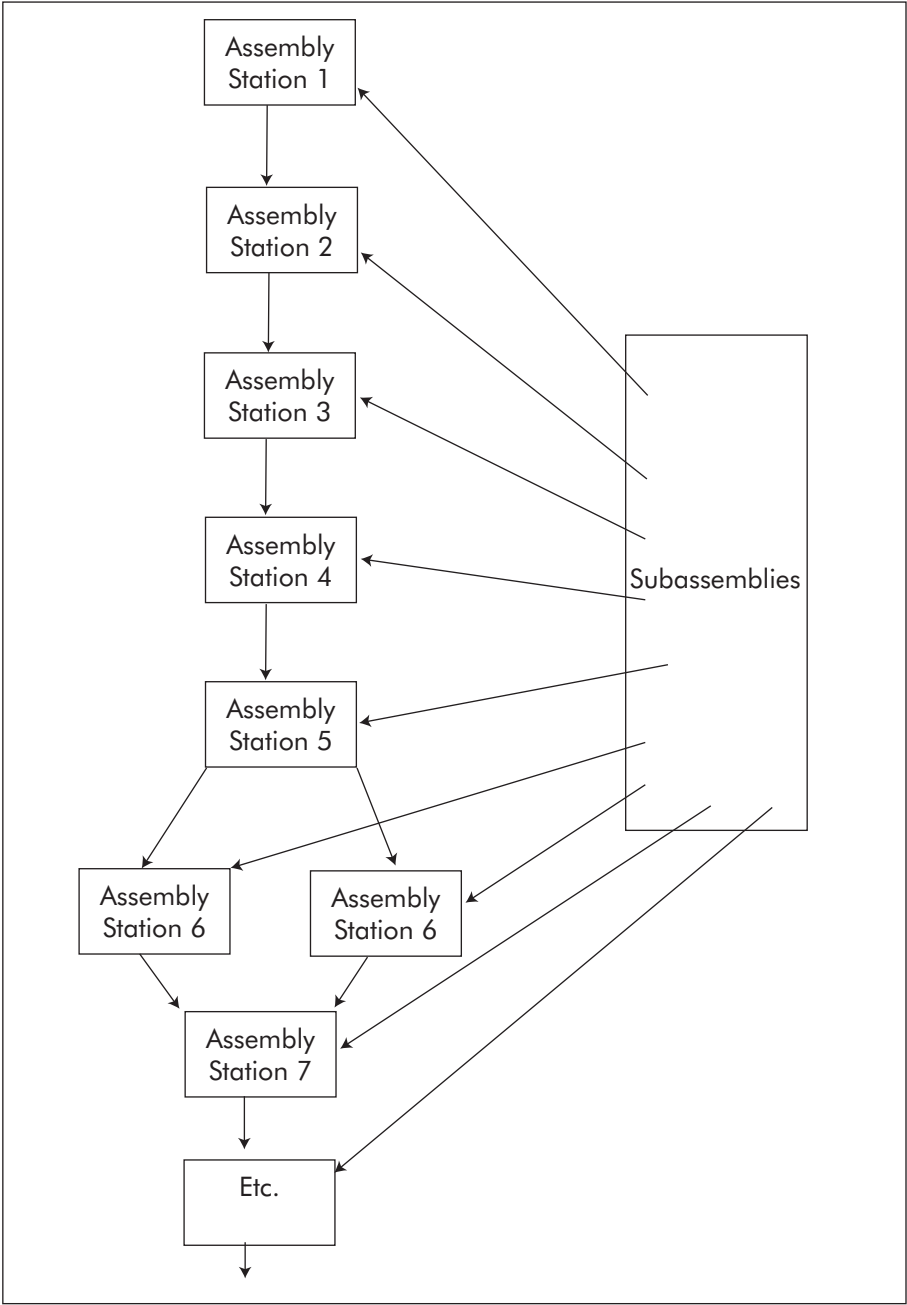 Assembly
Station 1
Assembly
Station 2
Assembly
Station 3
Assembly
Station 4
Subassemblies
Assembly
Station 5
Assembly
Station 6
Assembly
Station 6
Assembly
Station 7
Etc.